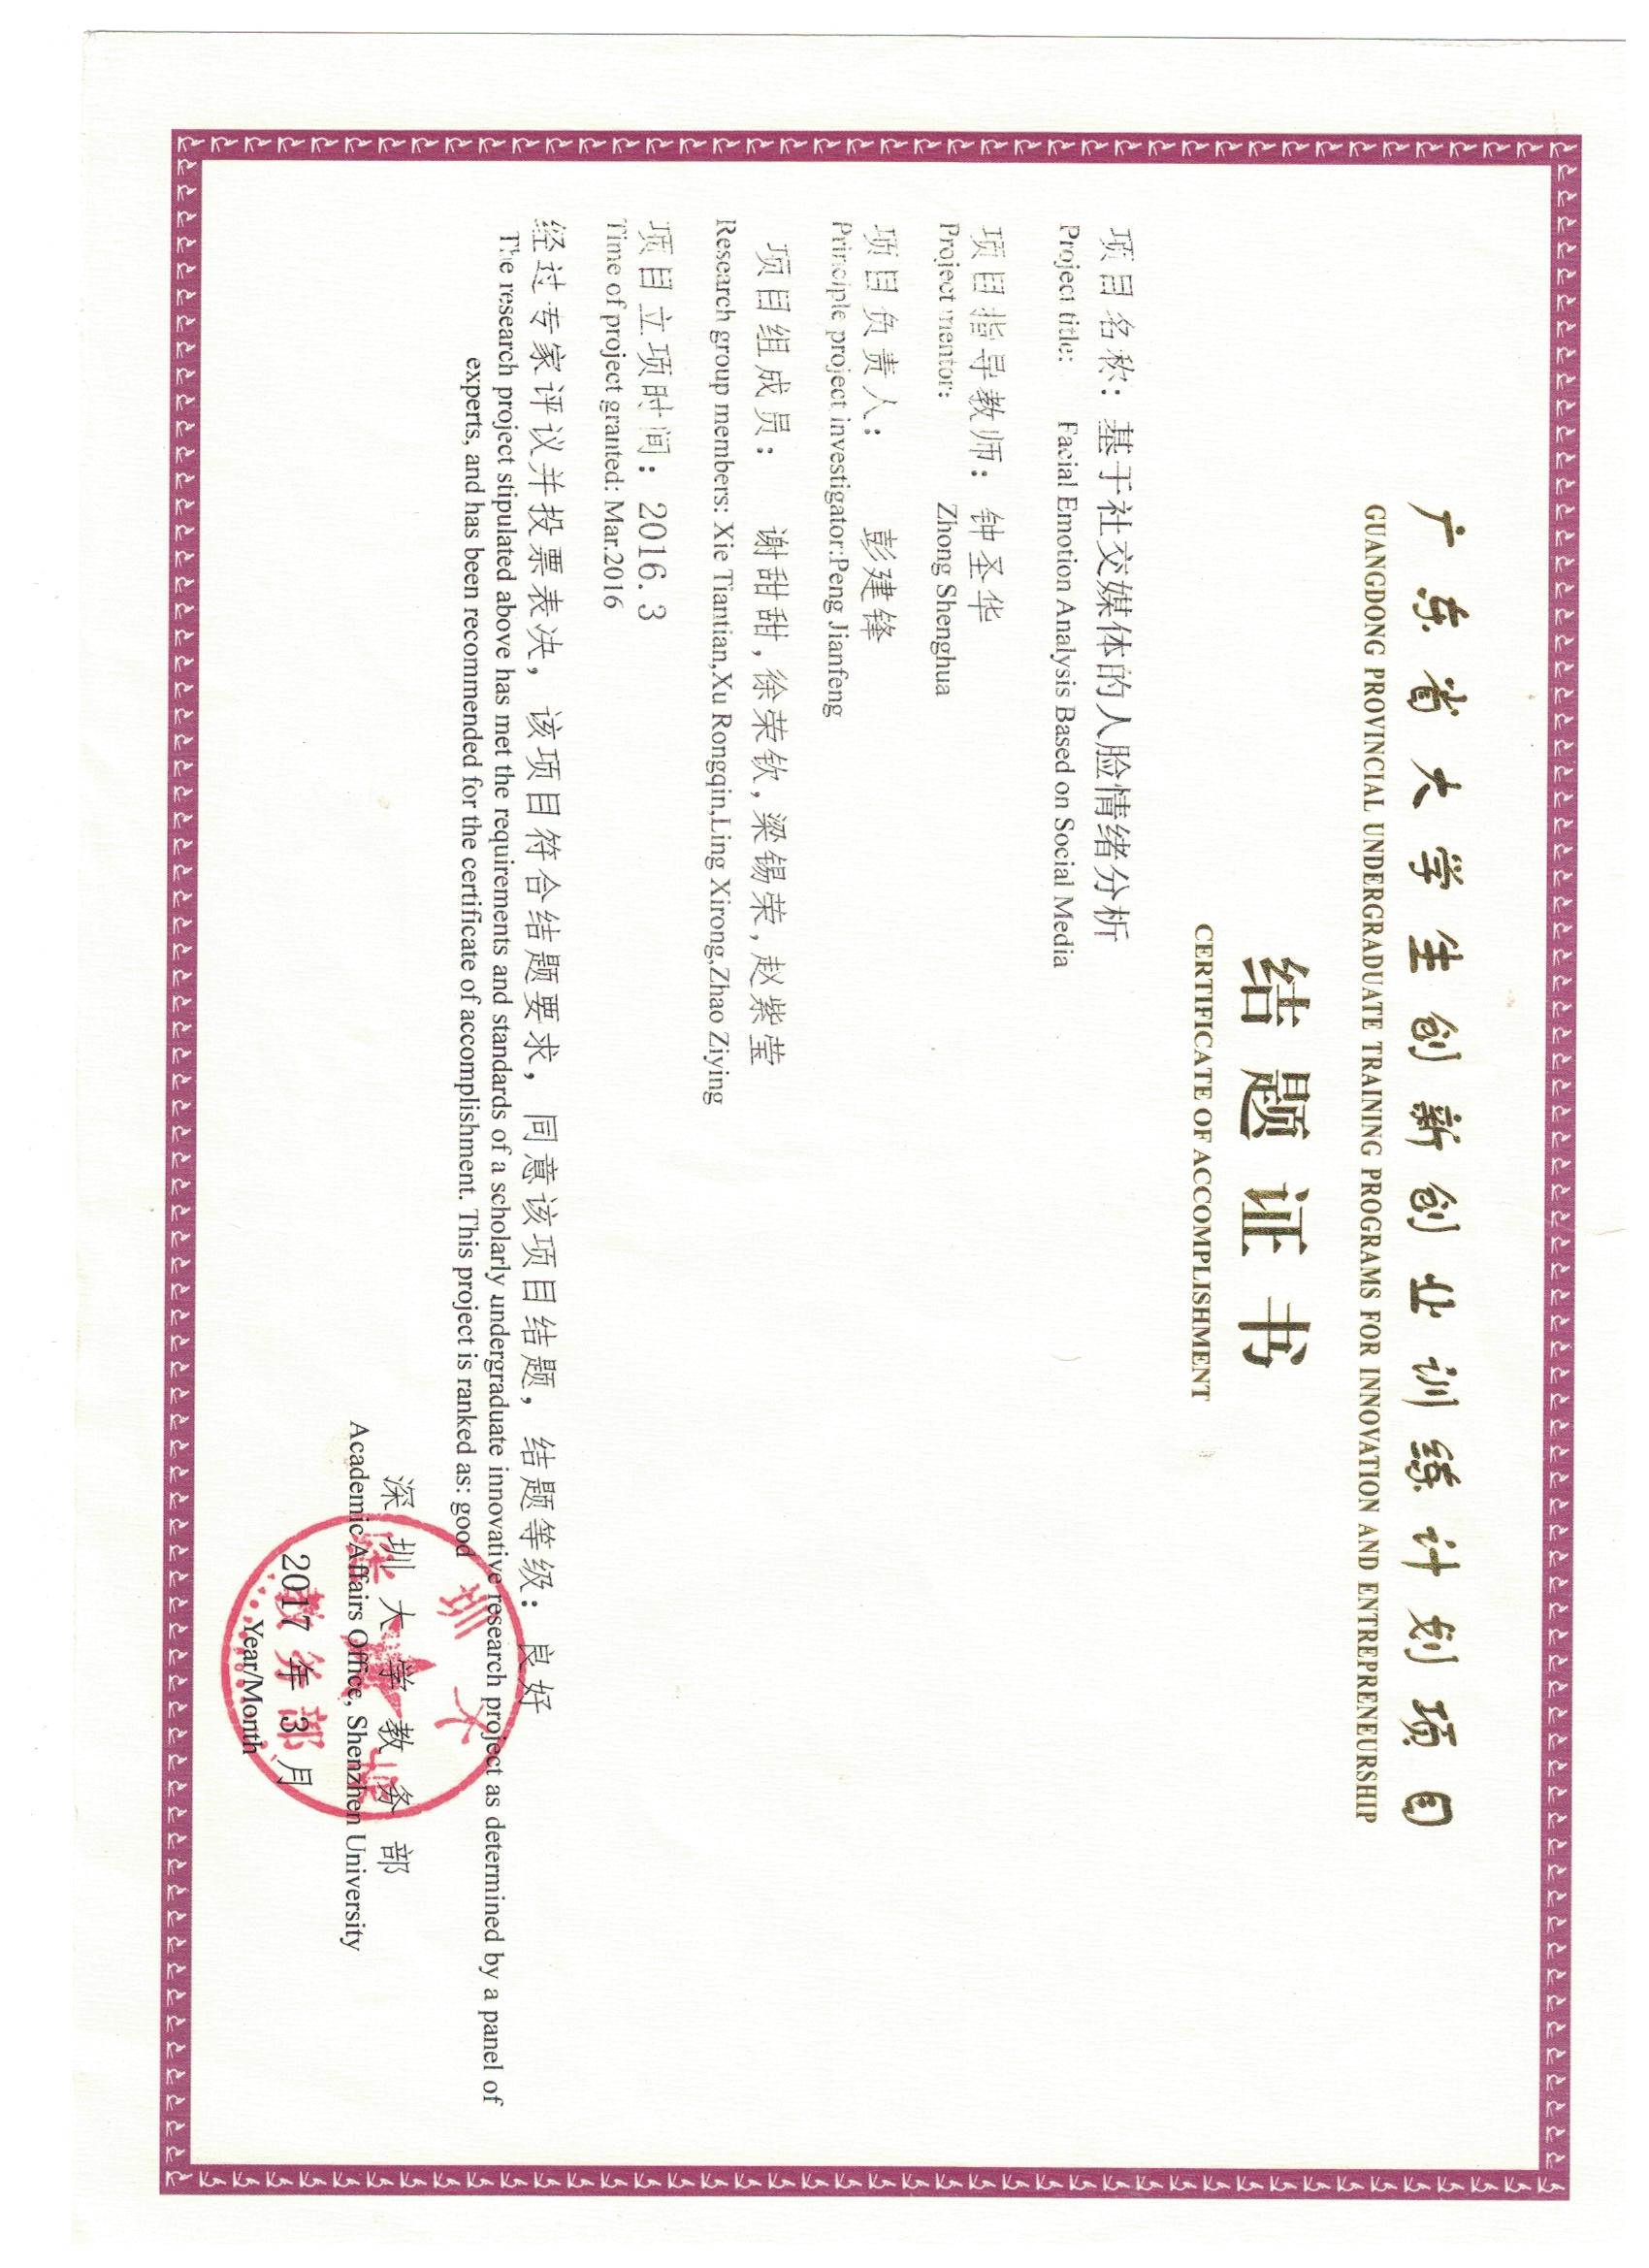 广东省大学生创新创业训练计划项目
GUANGDONG PROVINCIAL UNDERGRADUATE TRAINING PROGRAMS FOR INNOVATION AND ENTREPRENEURSHIP
结题证书
CERTIFICATE OF ACCOMPLISHMENT
项目名称：基于社交媒体的人脸情绪分析
Project title: Facial Emotion Analysis Based on Social Media
项目指导教师：钟圣华
Project mentor: Zhong Shenghua
项目负责人： 彭建锋
Principle project investigator:Peng Jianfeng
项目组成员： 谢甜甜,徐荣钦,梁锡荣,赵紫莹
Research group members: Xie Tiantian,Xu Rongqin,Ling Xirong,Zhao Ziying
项目立项时间：2016.3
Time of project granted: Mar.2016
经过专家评议并投票表决，该项目符合结题要求，同意该项目结题，结题等级：良好
The research project stipulated above has met the requirements and standards of a scholarly undergraduate innovative research project as determined by a panel of
experts, and has been recommended for the certificate of accomplishment. This project is ranked as: good
深圳大学教务部
Academic Affairs Office, Shenzhen University
2017年3月
Year/Month
深圳大学
教务部